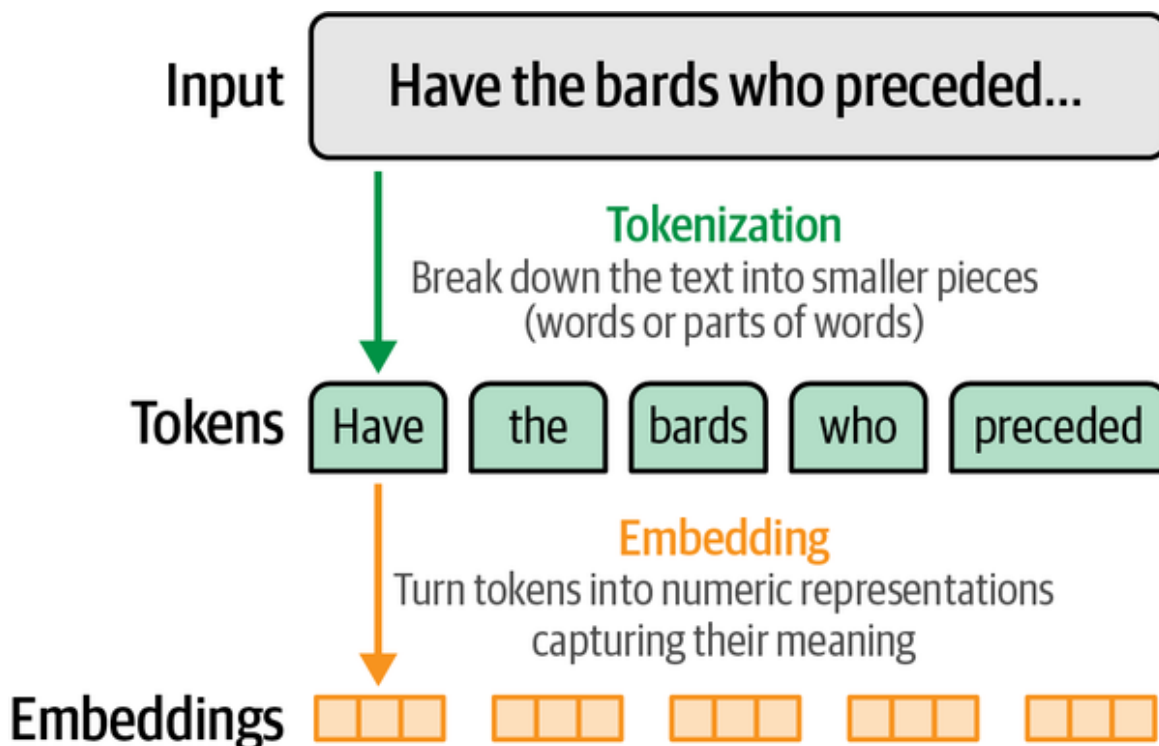 Input
Have the bards who preceded...
Tokenization
Break down the text into smaller pieces
(words or parts of words)
Tokens
Have the bards who preceded
Embedding
Turn tokens into numeric representations
capturing their meaning
Embeddings